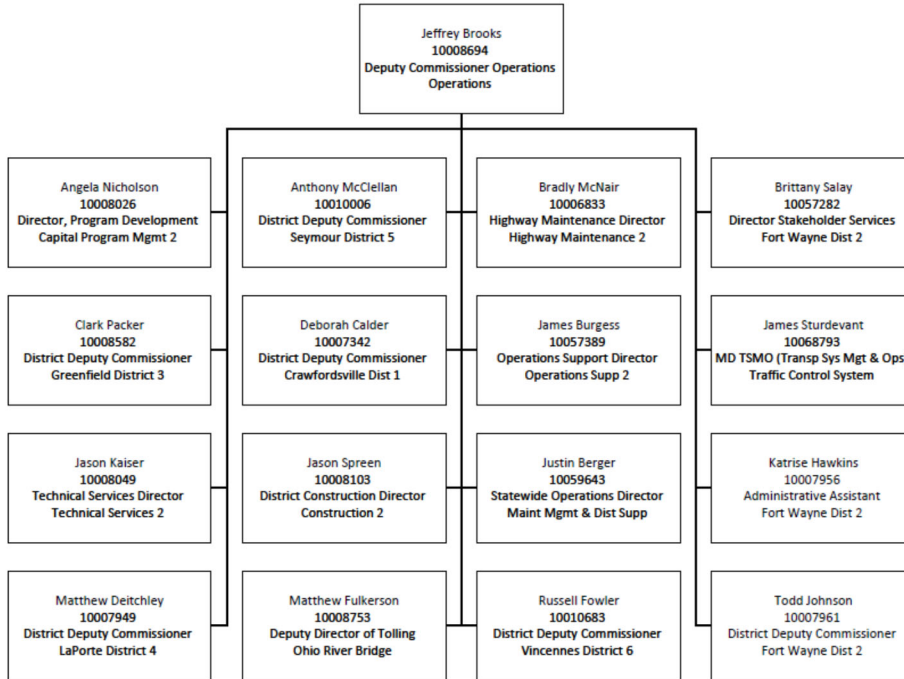 Jeffrey Brooks
10008694
Deputy Commissioner Operations
Operations
Angela Nicholson
10008026
Director, Program Development
Capital Program Mgmt 2
Anthony McClellan
10010006
District Deputy Commissioner
Seymour District 5
Bradly McNair
10006833
Highway Maintenance Director
Highway Maintenance 2
Brittany Salay
10057282
Director Stakeholder Services
Fort Wayne Dist 2
Clark Packer
10008582
District Deputy Commissioner
Greenfield District 3
Deborah Calder
10007342
District Deputy Commissioner
Crawfordsville Dist 1
James Burgess
10057389
Operations Support Director
Operations Supp 2
James Sturdevant
10068793
MD TSMO (Transp Sys Mgt & Ops
Traffic Control System
Jason Kaiser
10008049
Technical Services Director
Technical Services 2
Jason Spreen
10008103
District Construction Director
Construction 2
Justin Berger
10059643
Statewide Operations Director
Maint Mgmt & Dist Supp
Katrise Hawkins
10007956
Administrative Assistant
Fort Wayne Dist 2
Matthew Deitchley
10007949
District Deputy Commissioner
LaPorte District 4
Matthew Fulkerson
10008753
Deputy Director of Tolling
Ohio River Bridge
Russell Fowler
10010683
District Deputy Commissioner
Vincennes District 6
Todd Johnson
10007961
District Deputy Commissioner
Fort Wayne Dist 2